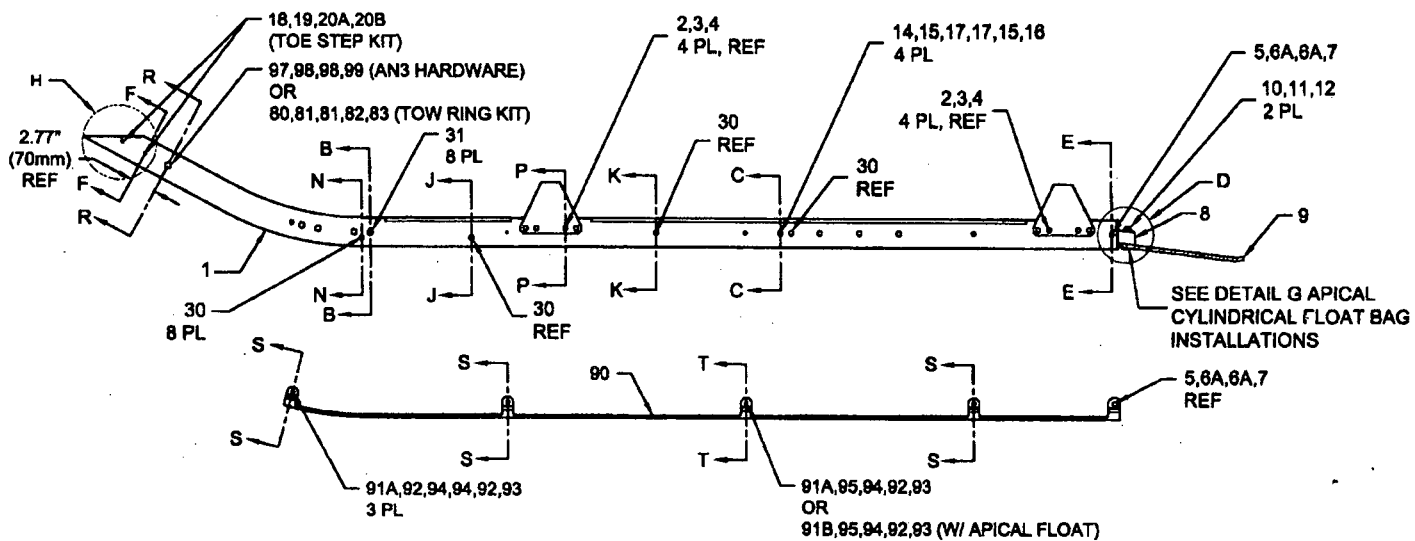 18,19,20A,20B
(TOE STEP KIT)
97,98,98,99 (AN3 HARDWARE)
OR
80,81,81,82,83 (TOW RING KIT)
2,3,4
4 PL, REF
14,15,17,17,15,16
4 PL
5,6A,6A,7
10,11,12
2 PL
H
R
F
2.77"
(70mm)
REF
F
R
B
31
8 PL
N
J
P
30
REF
K
C
30
REF
2,3,4
4 PL, REF
E
D
8
9
1
30
8 PL
N
B
J
30
REF
P
K
C
E
SEE DETAIL G APICAL
CYLINDRICAL FLOAT BAG
INSTALLATIONS
S
S
90
T
S
5,6A,6A,7
REF
S
S
T
S
91A,92,94,94,92,93
3 PL
91A,95,94,92,93
OR
91B,95,94,92,93 (W/ APICAL FLOAT)